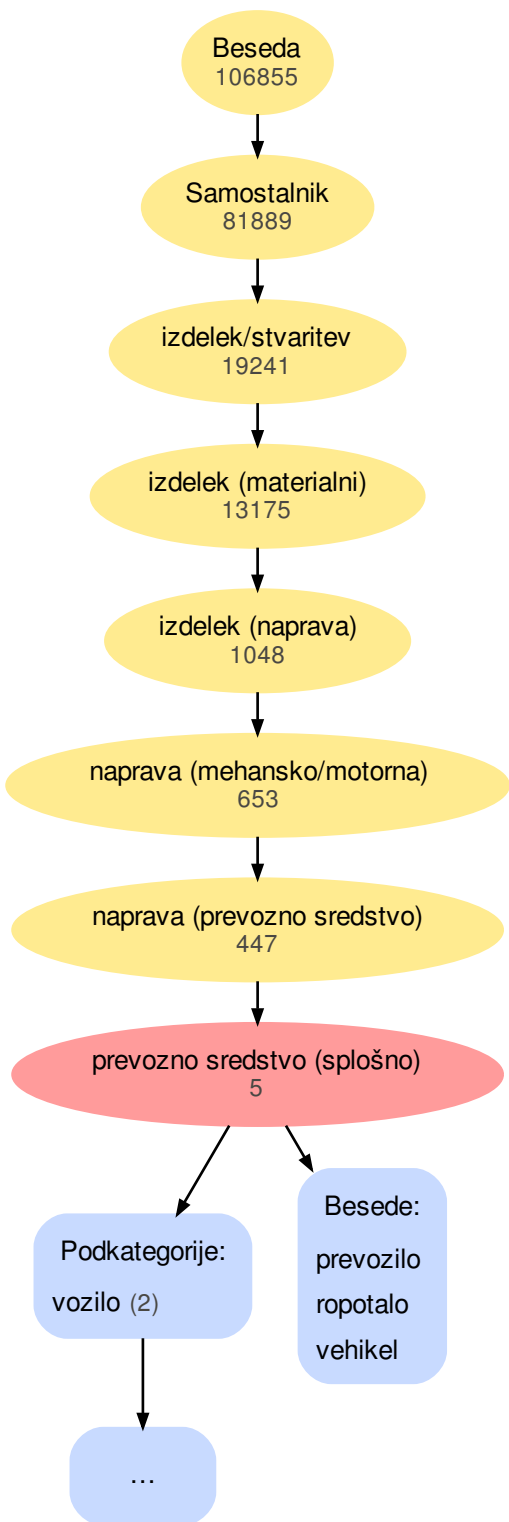 Beseda
106855
Samostalnik
81889
izdelek/stvaritev
19241
izdelek (materialni)
13175
izdelek (naprava)
1048
naprava (mehansko/motorna)
653
naprava (prevozno sredstvo)
447
prevozno sredstvo (splošno)
5
Podkategorije:
vozilo (2)
...
Besede:
prevozilo
ropotalo
vehikel